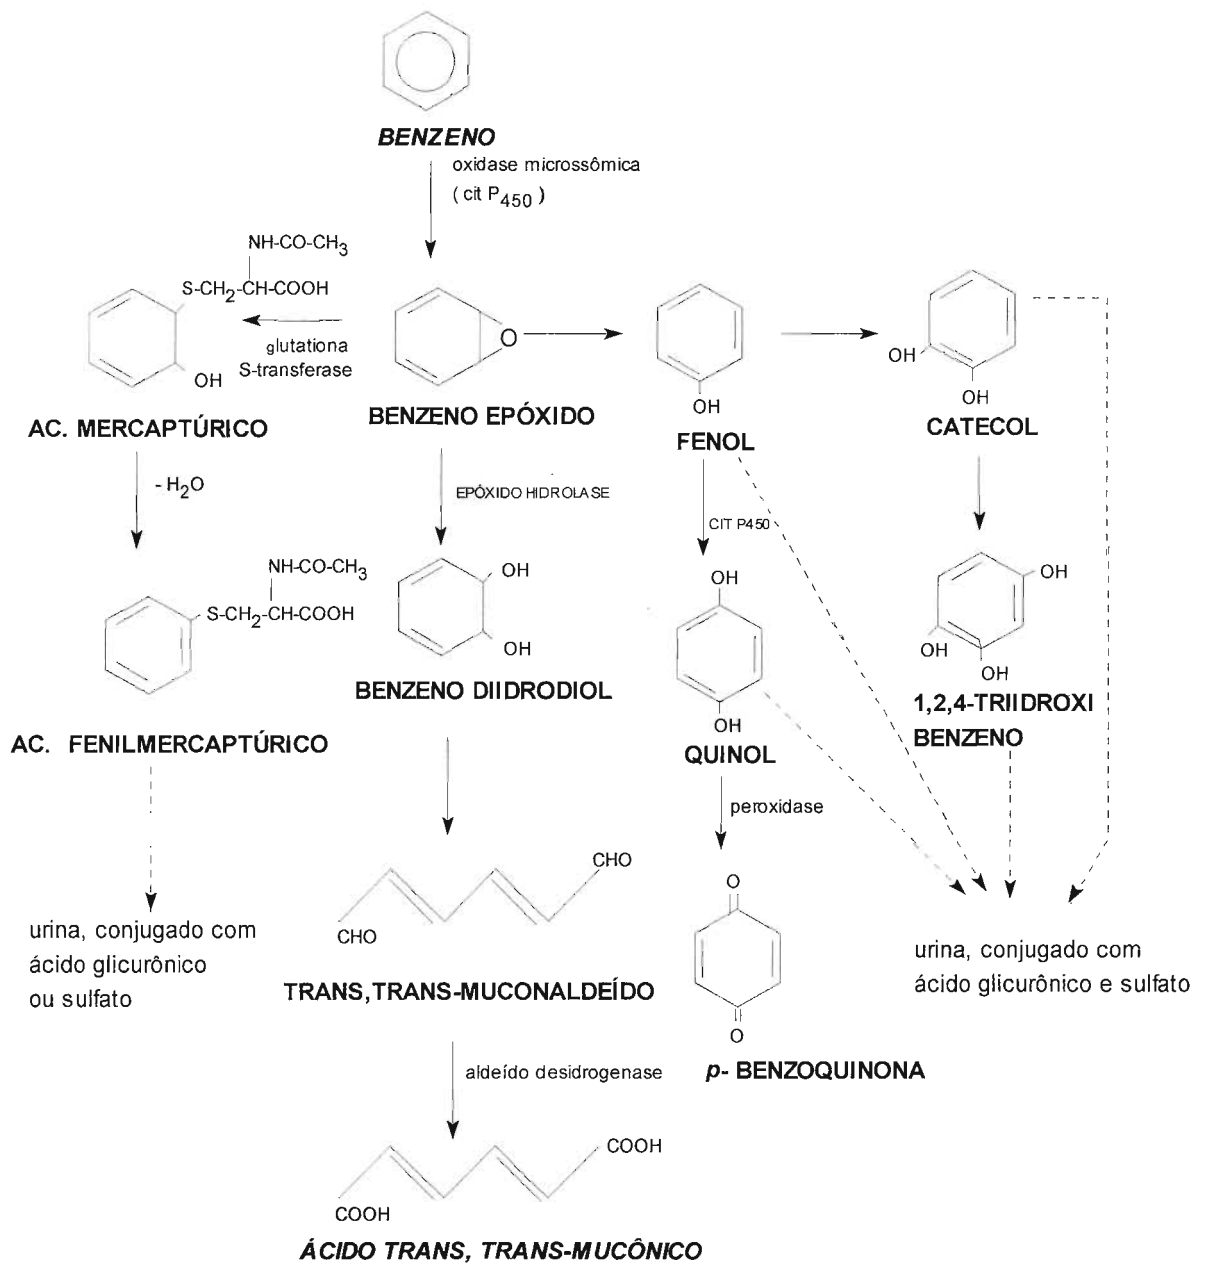 BENZENO
oxidase microssômica
( cit P450 )
NH-CO-CH3
S-CH2-CH-COOH
OH
glutationa
S-transferase
O
OH
OH
OH
AC. MERCAPTÚRICO
BENZENO EPÓXIDO
FENOL
CATECOL
- H2O
EPÓXIDO HIDROLASE
CIT P450
NH-CO-CH3
S-CH2-CH-COOH
OH
OH
OH
OH
OH
OH
OH
AC. FENILMERCAPTÚRICO
BENZENO DIIDRODIOL
QUINOL
1,2,4-TRIIDROXI
BENZENO
peroxidase
CHO
CHO
O
O
urina, conjugado com
ácido glicurônico
ou sulfato
TRANS,TRANS-MUCONALDEÍDO
p- BENZOQUINONA
urina, conjugado com
ácido glicurônico e sulfato
aldeído desidrogenase
COOH
COOH
ÁCIDO TRANS, TRANS-MUCÔNICO